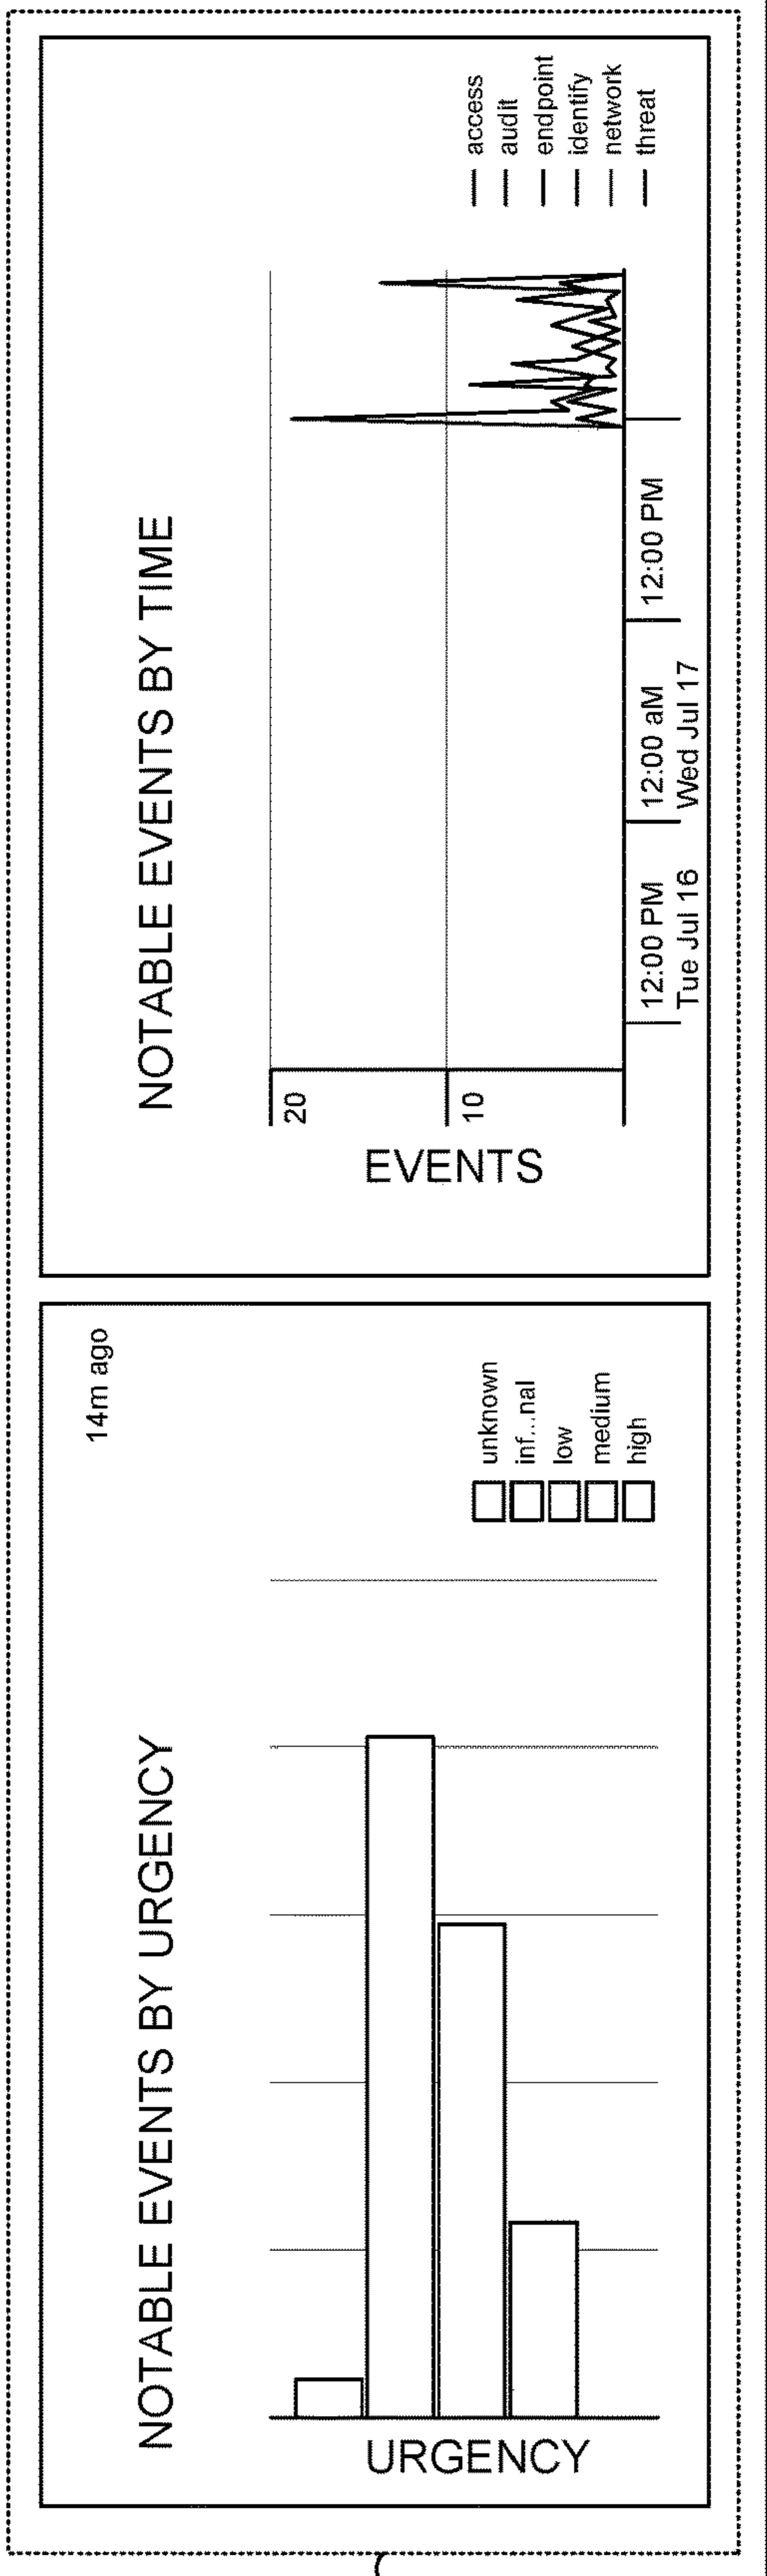 NOTABLE EVENTS BY URGENCY
14m ago
URGENCY
unknown
inf...nal
low
medium
high
NOTABLE EVENTS BY TIME
EVENTS
20
10
12:00 PM
Tue Jul 16
12:00 aM
Wed Jul 17
12:00 PM
access
audit
endpoint
identify
network
threat